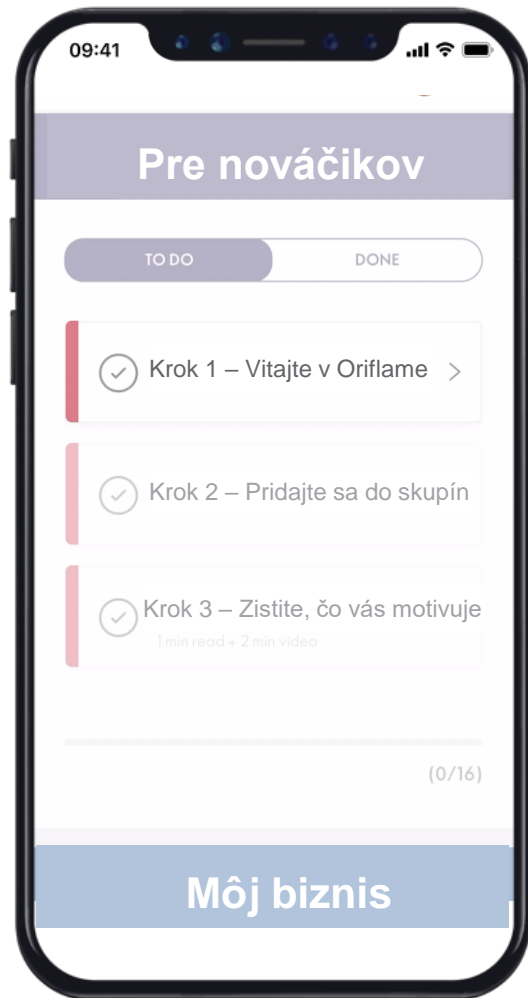 09:41
Pre nováčikov
TO DO
DONE
Krok 1 – Vitajte v Oriflame
Krok 2 – Pridajte sa do skupín
Krok 3 – Zistite, čo vás motivuje
1 min read + 2 min video
(0/16)
Môj biznis